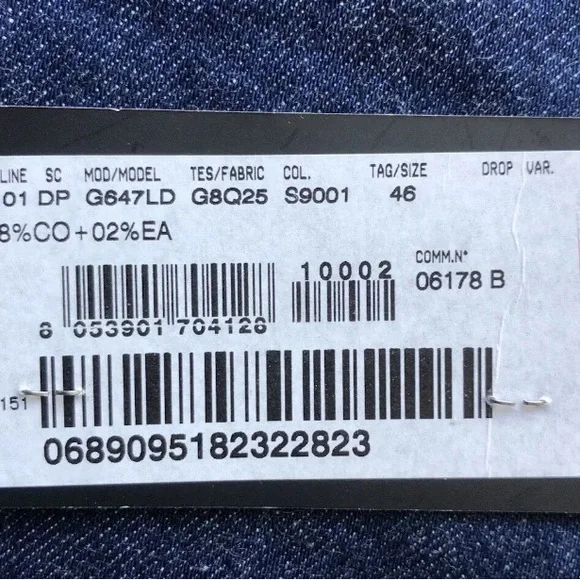 LINE SC MOD/MODEL TES/FABRIC COL. TAG/SIZE DROP VAR.
01 DP G647LD G8Q25 S9001 46
8%CO+02%EA
COMM.N°
10002
06178 B
8 053901 704128
151
0689095182322823